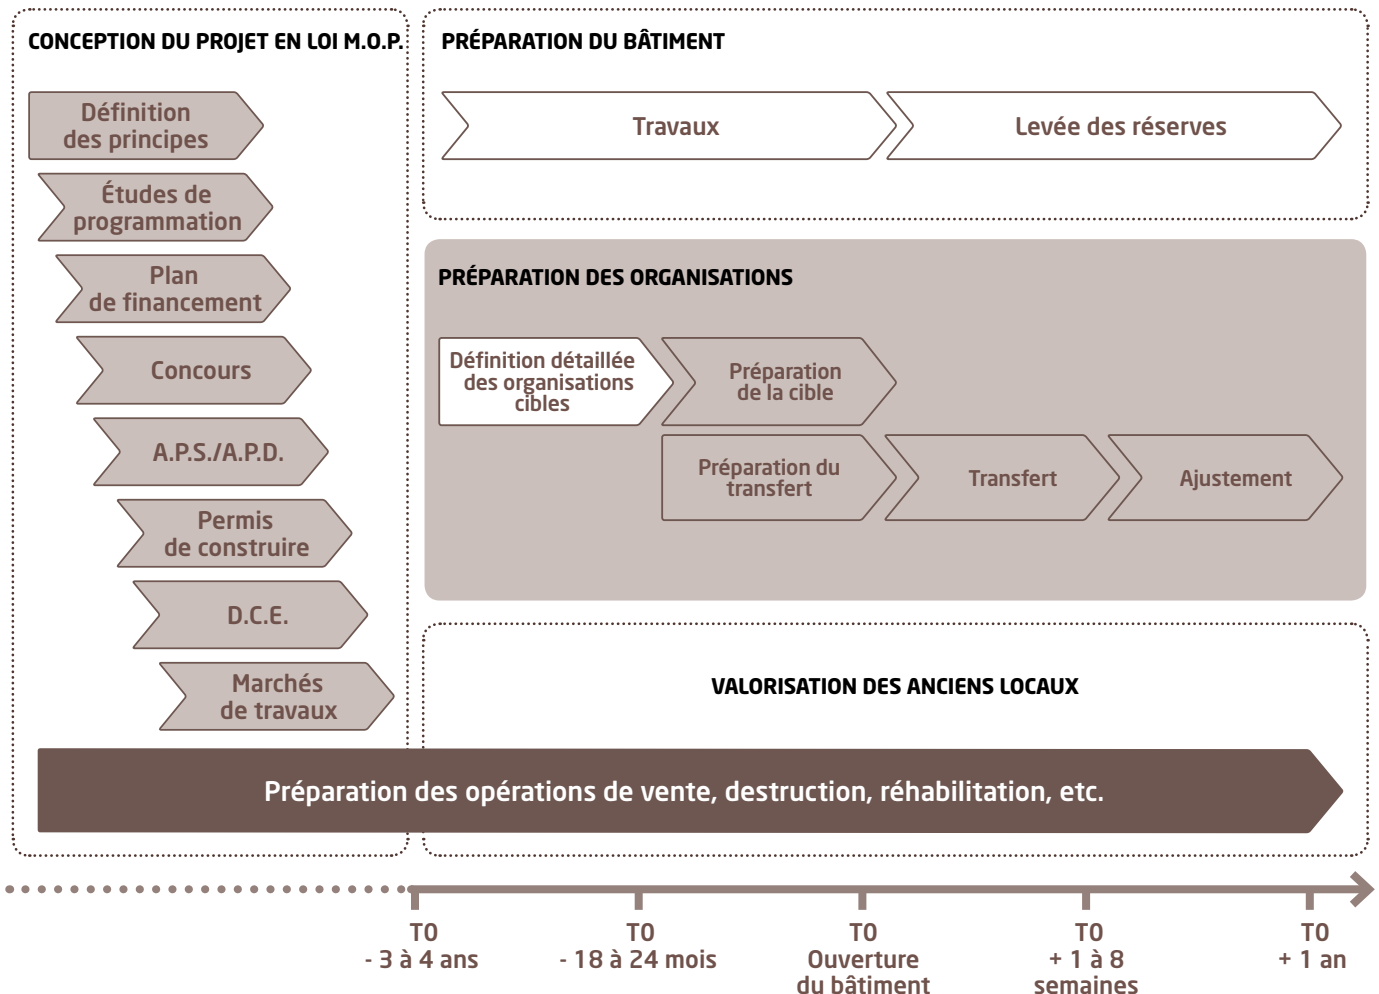 CONCEPTION DU PROJET EN LOI M.O.P.
Définition
des principes
Études de
programmation
Plan
de financement
Concours
A.P.S./A.P.D.
Permis
de construire
D.C.E.
Marchés
de travaux
PRÉPARATION DU BÂTIMENT
Travaux
Levée des réserves
PRÉPARATION DES ORGANISATIONS
Définition détaillée
des organisations
cibles
Préparation
de la cible
Préparation du
transfert
Transfert
Ajustement
VALORISATION DES ANCIENS LOCAUX
Préparation des opérations de vente, destruction, réhabilitation, etc.
T0
- 3 à 4 ans
T0
- 18 à 24 mois
T0
Ouverture
du bâtiment
T0
+ 1 à 8
semaines
T0
+ 1 an